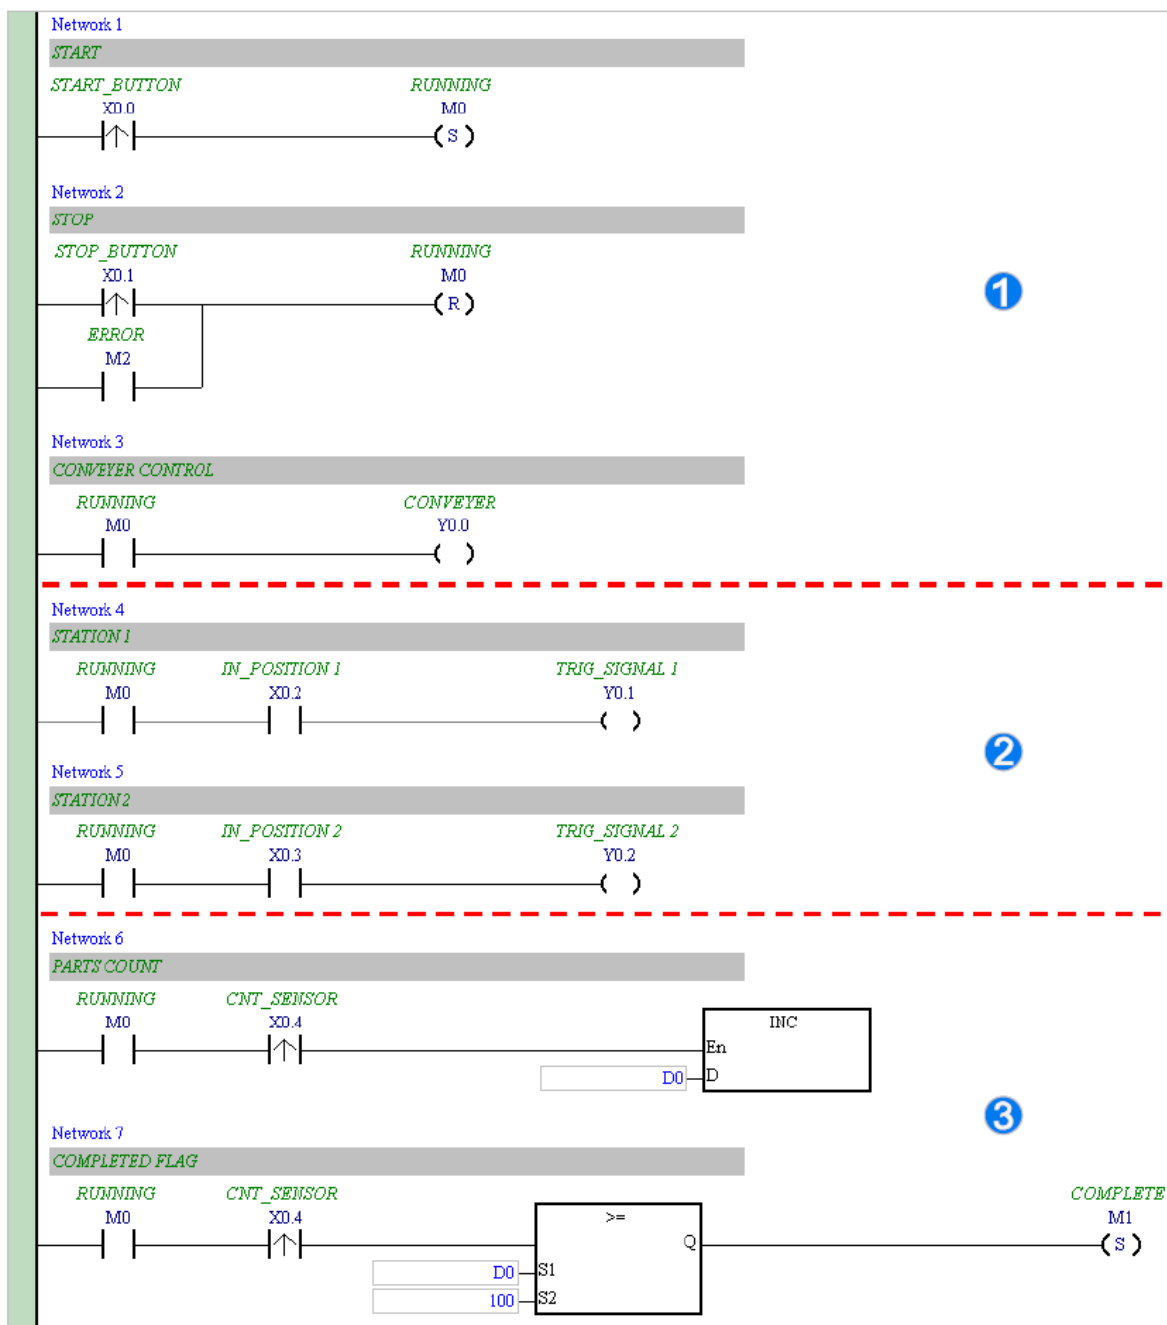 Network 1
START
START_BUTTON RUNNING
X0.0 M0
S
Network 2
STOP
STOP_BUTTON RUNNING
X0.1 M0
R
1
ERROR
M2
Network 3
CONVEYER CONTROL
RUNNING CONVEYER
M0 Y0.0
Network 4
STATION 1
RUNNING IN_POSITION 1 TRIG_SIGNAL 1
M0 X0.2 Y0.1
2
Network 5
STATION2
RUNNING IN_POSITION 2 TRIG_SIGNAL 2
M0 X0.3 Y0.2
Network 6
PARTS COUNT
RUNNING CNT_SENSOR
M0 X0.4 INC
En
D0 D
3
Network 7
COMPLETED FLAG
RUNNING CNT_SENSOR COMPLETE
M0 X0.4 >= M1
Q S
D0 S1
100 S2